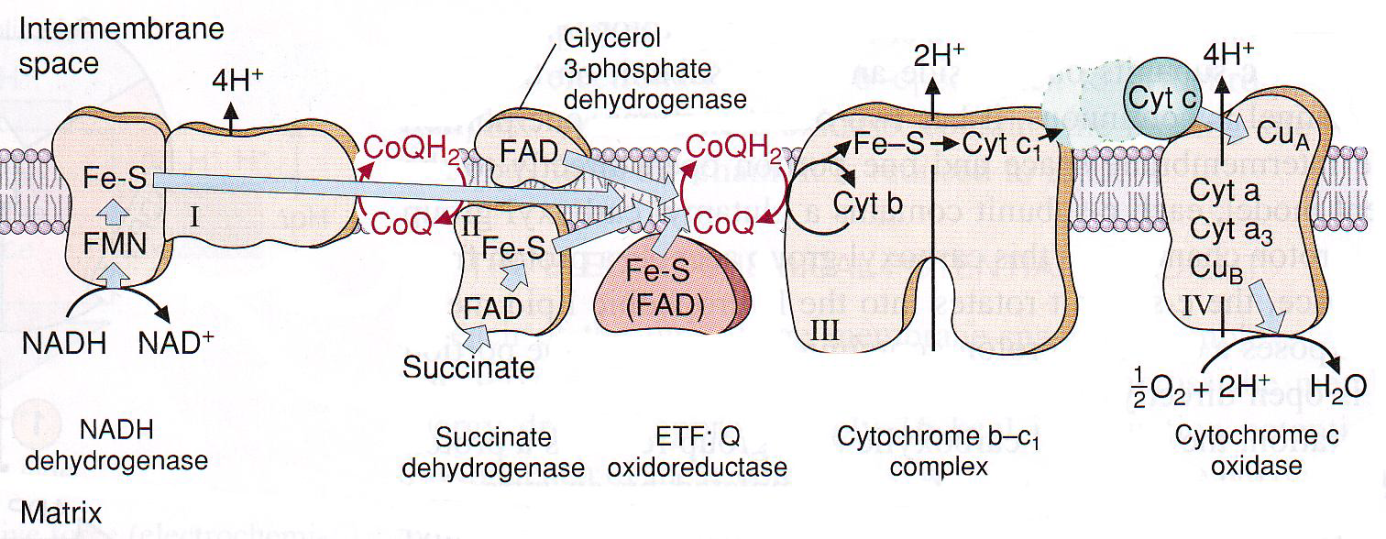 Intermembrane
space
4H⁺
Glycerol
3-phosphate
dehydrogenase
2H⁺
4H⁺
Cyt c
CuA
Fe-S
I
FMN
NADH
NAD⁺
CoQH₂
CoQ
FAD
II
Fe-S
FAD
Succinate
CoQH₂
CoQ
Fe-S
(FAD)
Fe–S
Cyt c₁
Cyt b
III
Cyt a
Cyt a₃
CuB
IV
½O₂ + 2H⁺
H₂O
NADH
dehydrogenase
Succinate
dehydrogenase
ETF: Q
oxidoreductase
Cytochrome b–c₁
complex
Cytochrome c
oxidase
Matrix